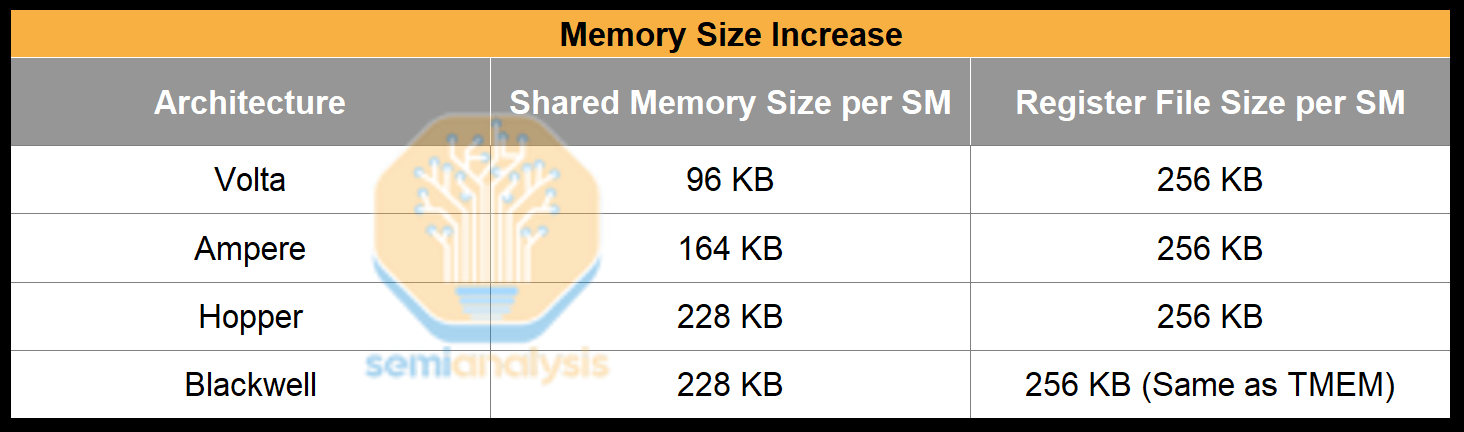 Memory Size Increase
Architecture Shared Memory Size per SM Register File Size per SM
Volta 96 KB 256 KB
Ampere 164 KB 256 KB
Hopper 228 KB 256 KB
semianalysis
Blackwell 228 KB 256 KB (Same as TMEM)